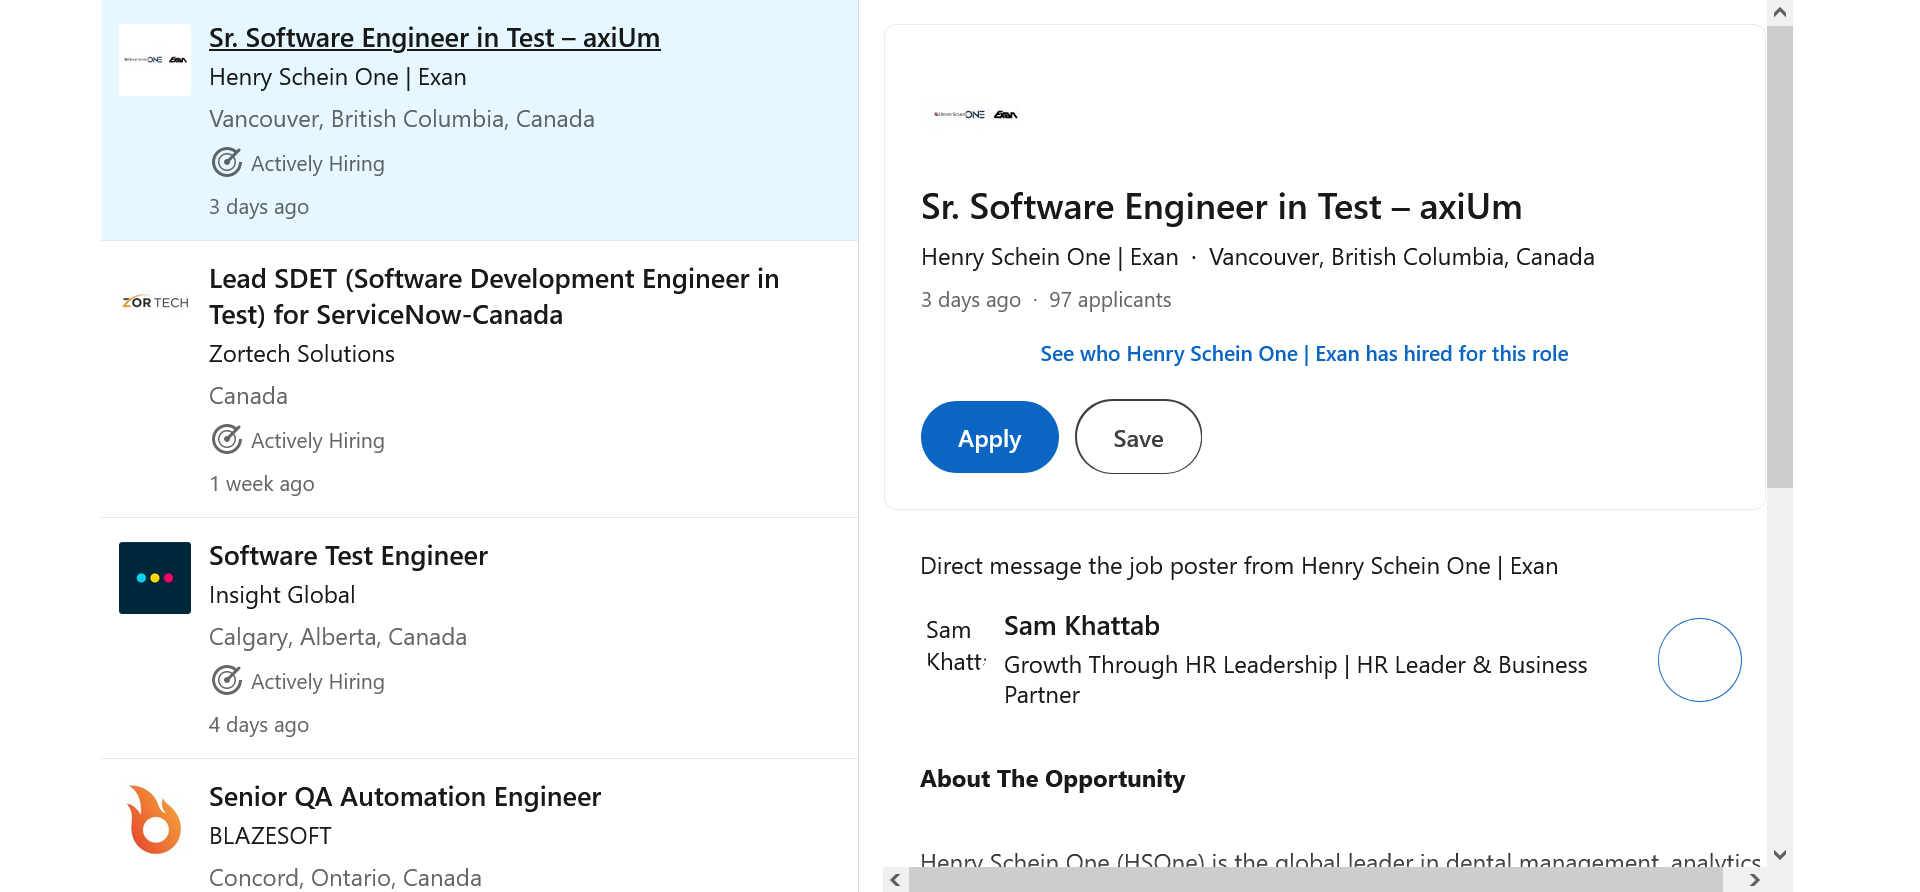 Sr. Software Engineer in Test – axiUm
Henry Schein One | Exan
Vancouver, British Columbia, Canada
Actively Hiring
3 days ago
ZORTECH
Lead SDET (Software Development Engineer in
Test) for ServiceNow-Canada
Zortech Solutions
Canada
Actively Hiring
1 week ago
Software Test Engineer
Insight Global
Calgary, Alberta, Canada
Actively Hiring
4 days ago
Senior QA Automation Engineer
BLAZESOFT
Concord, Ontario, Canada
HENRY SCHEIN ONE
Sr. Software Engineer in Test – axiUm
Henry Schein One | Exan · Vancouver, British Columbia, Canada
3 days ago · 97 applicants
See who Henry Schein One | Exan has hired for this role
Apply
Save
Direct message the job poster from Henry Schein One | Exan
Sam
Khatt
Sam Khattab
Growth Through HR Leadership | HR Leader & Business
Partner
About The Opportunity
Henry Schein One (HSOne) is the global leader in dental management, analytics